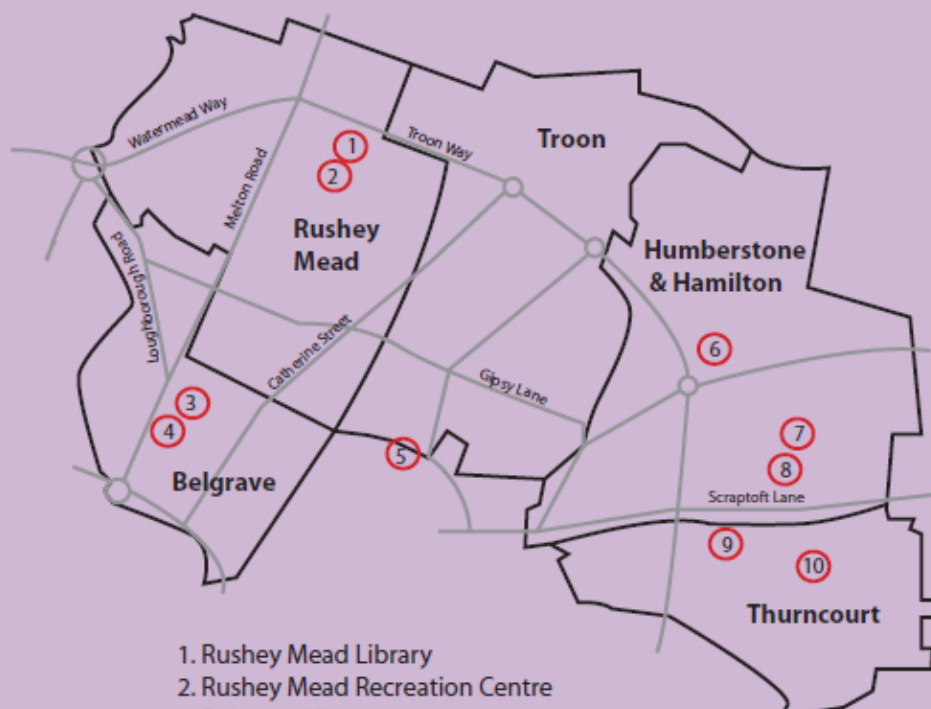 Watermead Way
Troon Way
Troon
Melton Road
1
2
Rushey
Mead
Humberstone
& Hamilton
Loughborough Road
Catherine Street
Gipsy Lane
6
3
4
5
7
8
Belgrave
Scraptoft Lane
9
10
Thurncourt
1. Rushey Mead Library
2. Rushey Mead Recreation Centre